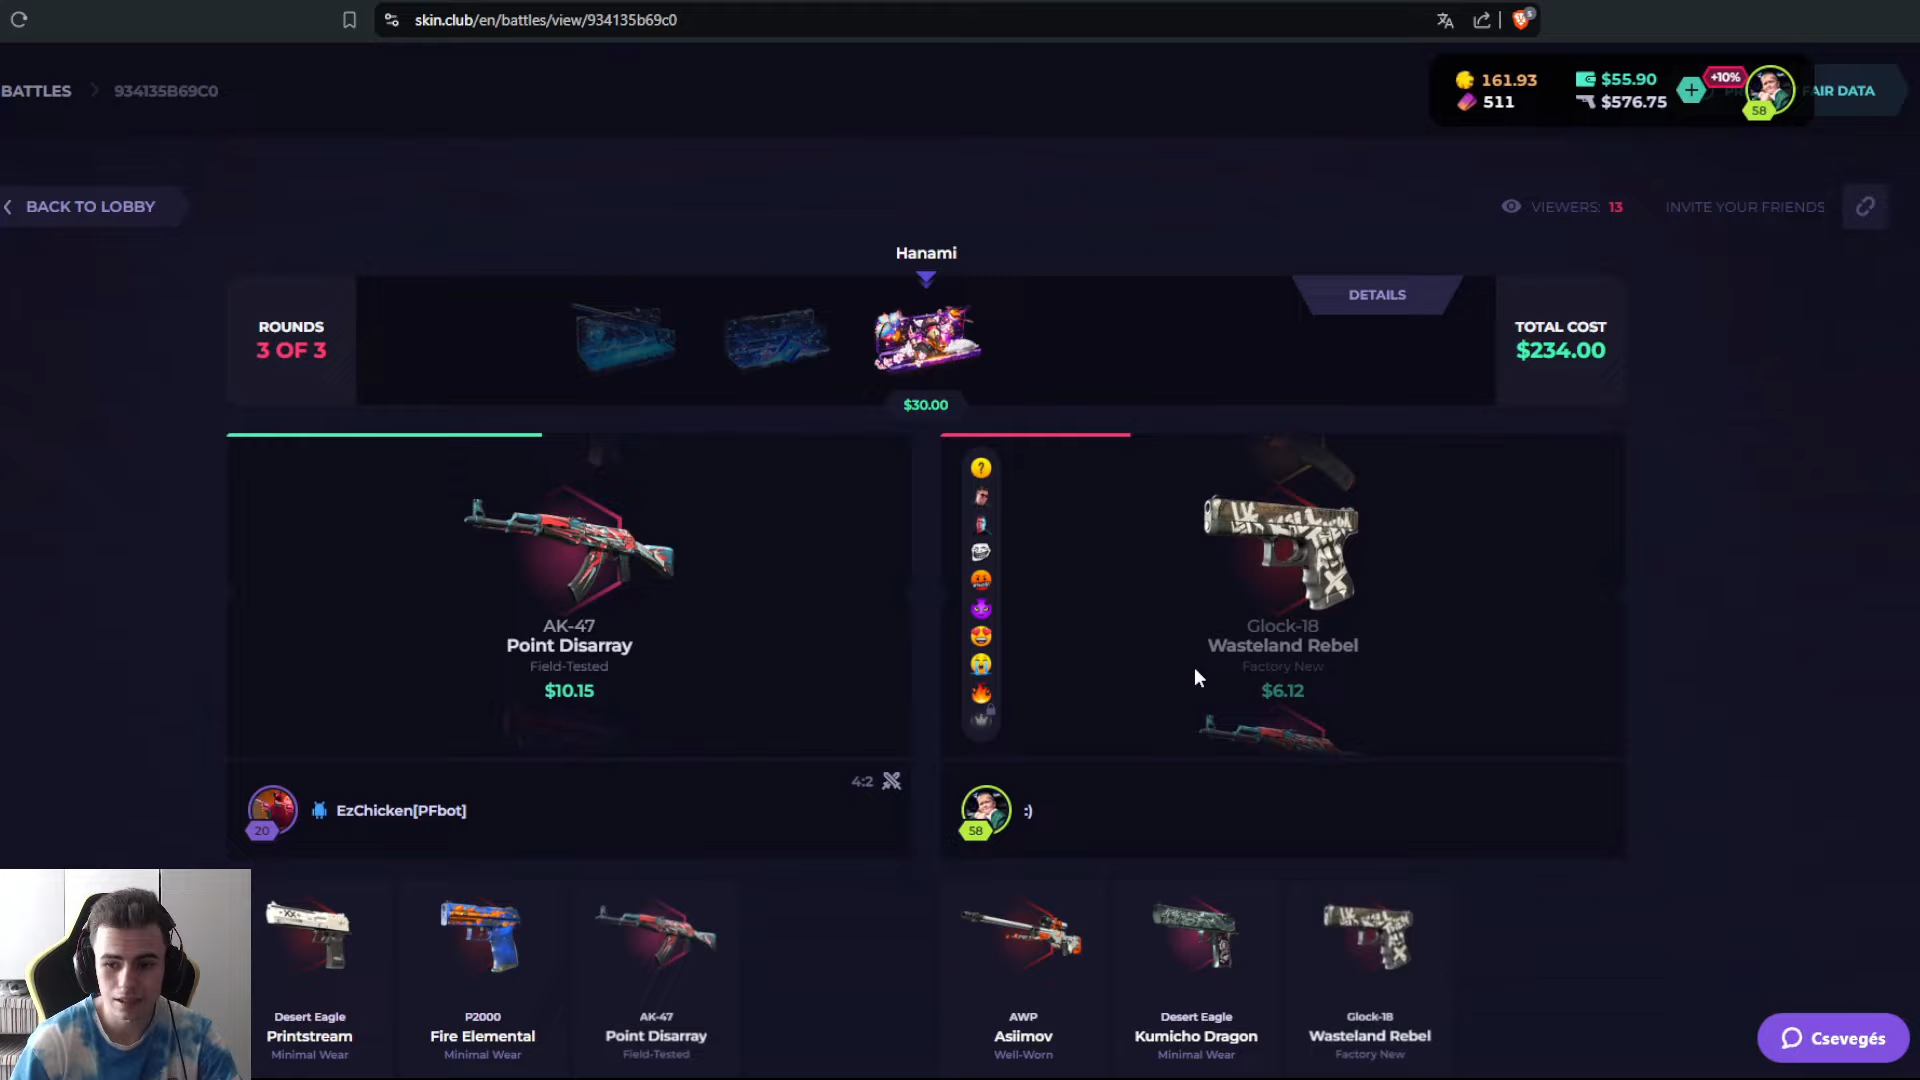 skin.club/en/battles/view/934135b69c0
5
BATTLES
934135B69C0
161.93
511
$55.90
$576.75
+10%
58
AIR DATA
BACK TO LOBBY
VIEWERS: 13
INVITE YOUR FRIENDS
Hanami
ROUNDS
3 OF 3
DETAILS
TOTAL COST
$234.00
$30.00
AK-47
Point Disarray
Field-Tested
$10.15
Glock-18
Wasteland Rebel
Factory New
$6.12
4:2
20
EzChicken[PFbot]
58
:)
Desert Eagle
Printstream
Minimal Wear
P2000
Fire Elemental
Minimal Wear
AK-47
Point Disarray
Field-Tested
AWP
Asiimov
Well-Worn
Desert Eagle
Kumicho Dragon
Minimal Wear
Glock-18
Wasteland Rebel
Factory New
Csevegés